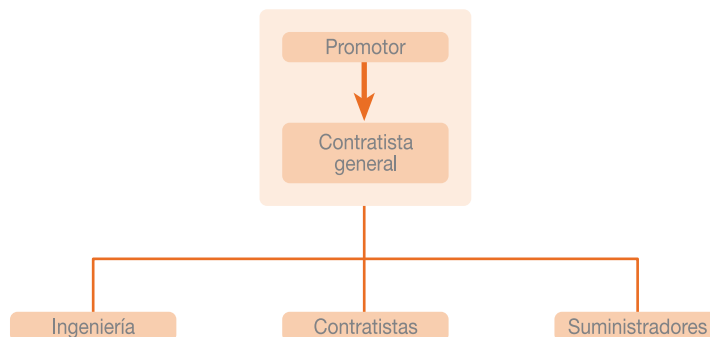 Promotor
Contratista
general
Ingeniería
Contratistas
Suministradores